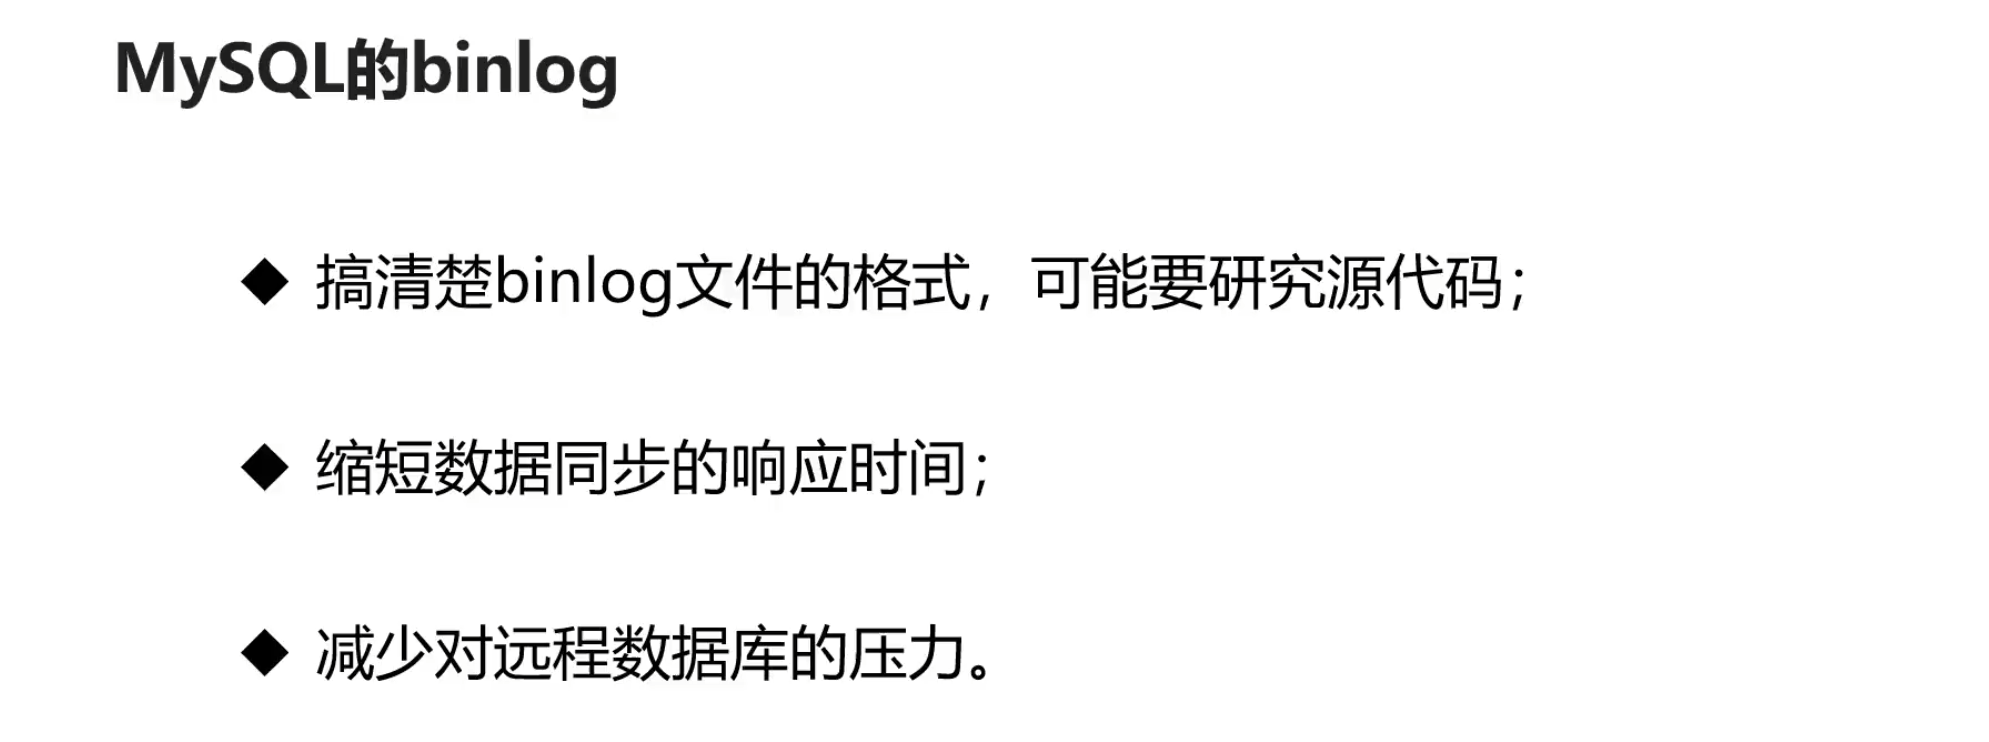 MySQL的binlog
◆ 搞清楚binlog文件的格式，可能要研究源代码；
◆ 缩短数据同步的响应时间；
◆ 减少对远程数据库的压力。